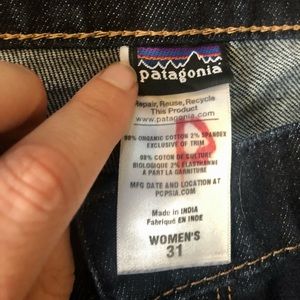 patagonia
Repair, Reuse, Recycle
This Product
www.patagonia.com
98% ORGANIC COTTON 2% SPANDEX
EXCLUSIVE OF TRIM
98% COTON DE CULTURE
BIOLOGIQUE 2% ELASTHANNE
A PART LA GARNITURE
MFG DATE AND LOCATION AT
PCPSIA.COM
Made in INDIA
Fabriqué EN INDE
WOMEN'S
31